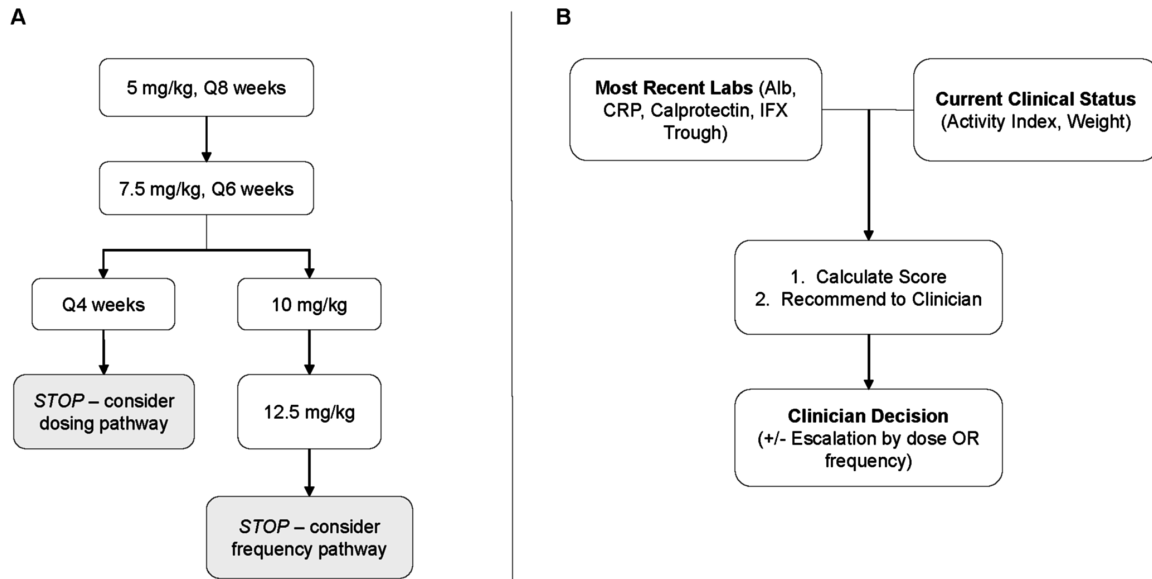 A
5 mg/kg, Q8 weeks
7.5 mg/kg, Q6 weeks
Q4 weeks
10 mg/kg
STOP – consider
dosing pathway
12.5 mg/kg
STOP – consider
frequency pathway
B
Most Recent Labs (Alb,
CRP, Calprotectin, IFX
Trough)
Current Clinical Status
(Activity Index, Weight)
1. Calculate Score
2. Recommend to Clinician
Clinician Decision
(+/- Escalation by dose OR
frequency)